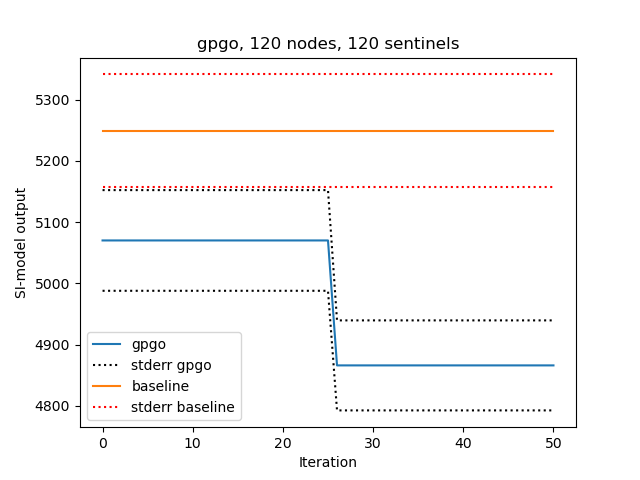 gpgo, 120 nodes, 120 sentinels
5300
5200
5100
5000
4900
4800
SI-model output
gpgo
stderr gpgo
baseline
stderr baseline
0 10 20 30 40 50
Iteration